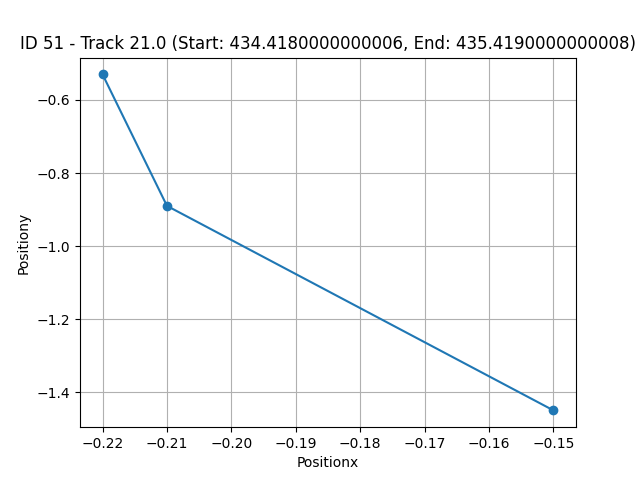 ID 51 - Track 21.0 (Start: 434.4180000000006, End: 435.4190000000008)
−0.6
−0.8
−1.0
−1.2
−1.4
Positiony
−0.22 −0.21 −0.20 −0.19 −0.18 −0.17 −0.16 −0.15
Positionx